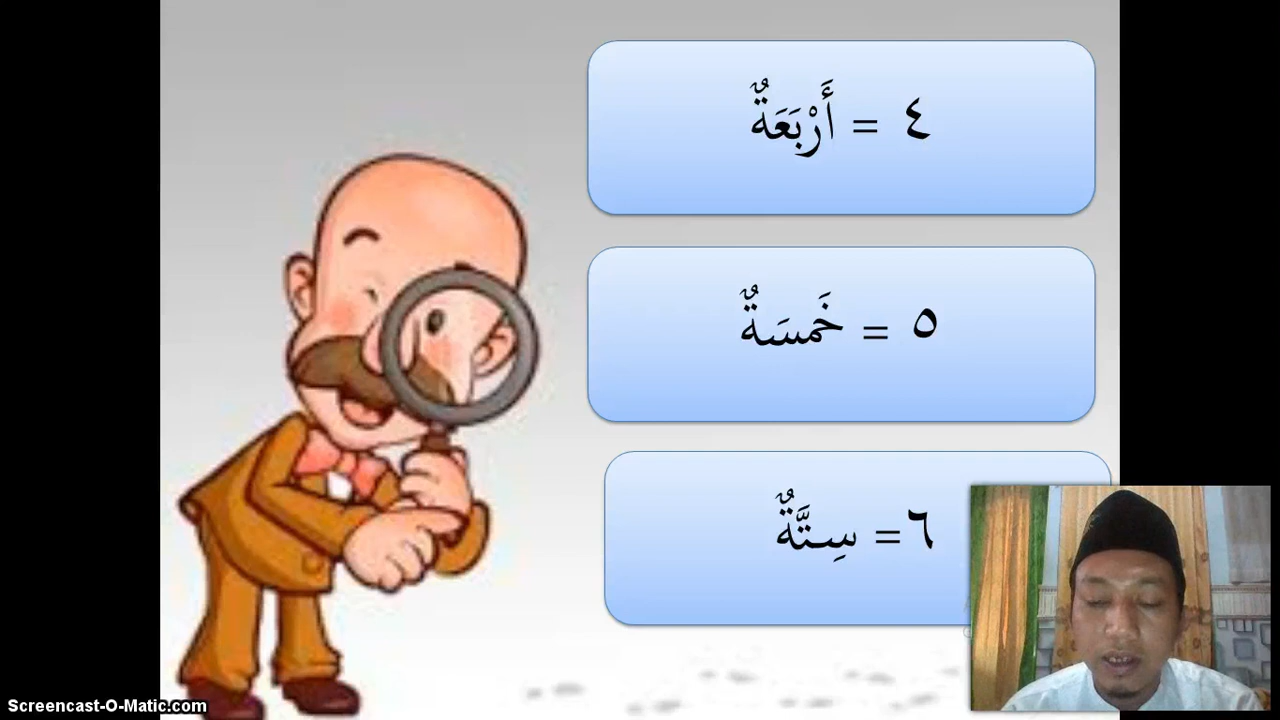 ٤ = أَرْبَعَةٌ
٥ = خَمسَةٌ
٦ = سِتَّةٌ
Screencast-O-Matic.com